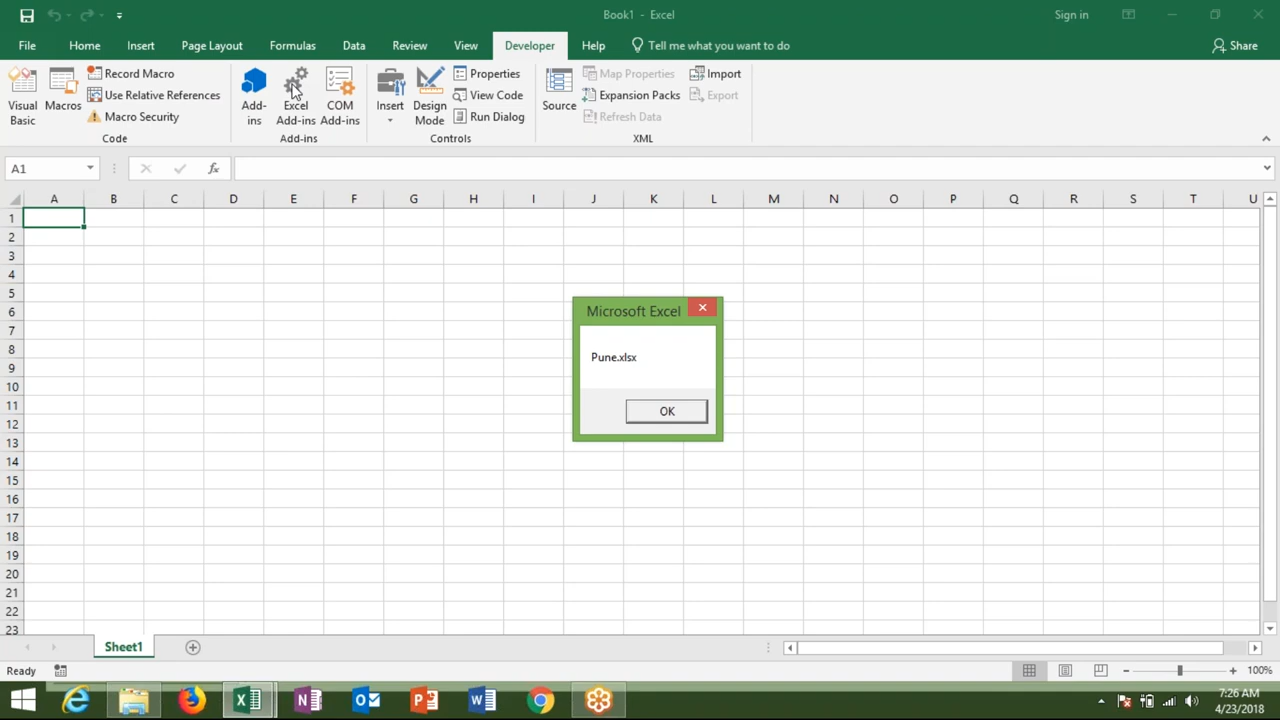 Book1 - Excel
Sign in
File Home Insert Page Layout Formulas Data Review View Developer Help Tell me what you want to do Share
Visual Basic
Macros
Record Macro
Use Relative References
Macro Security
Code
Add-ins
Excel Add-ins
COM Add-ins
Add-ins
Insert
Design Mode
Properties
View Code
Run Dialog
Controls
Source
Map Properties
Expansion Packs
Refresh Data
Import
Export
XML
A1
fx
A B C D E F G H I J K L M N O P Q R S T U
1
2
3
4
5
6
7
8
9
10
11
12
13
14
15
16
17
18
19
20
21
22
23
Microsoft Excel
Pune.xlsx
OK
Sheet1
Ready
100%
7:26 AM
4/23/2018